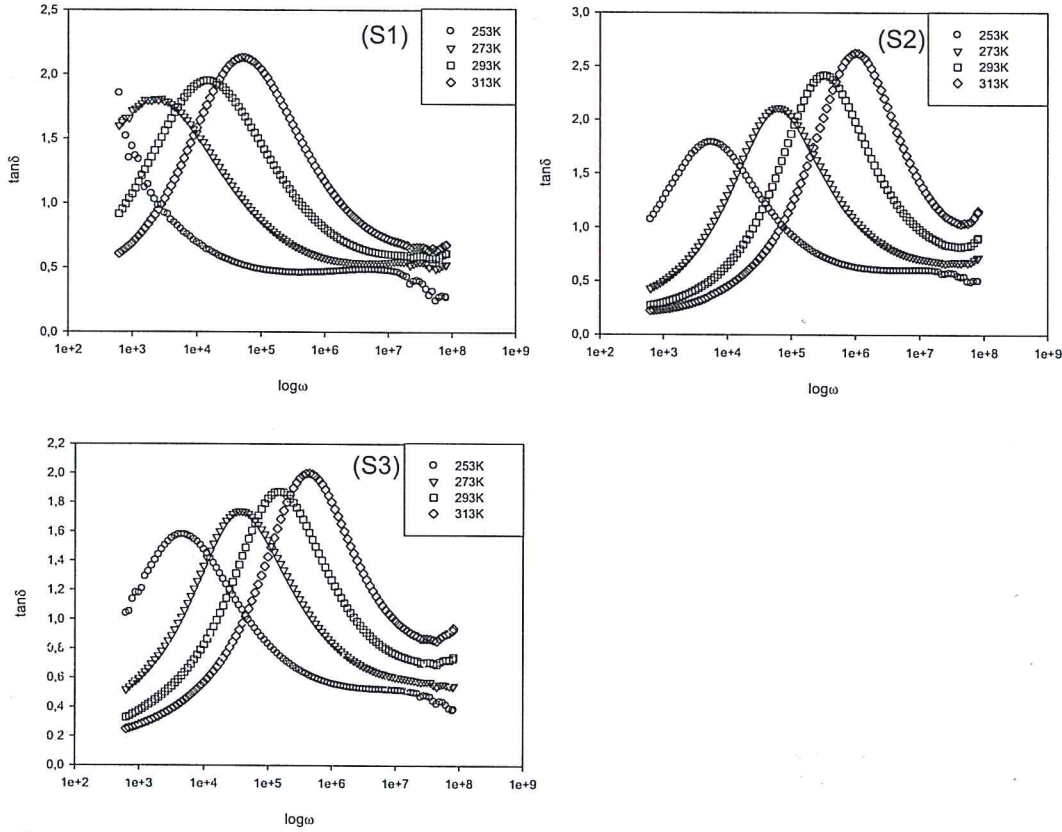 (S1)
253K
273K
293K
313K
2,5
2,0
1,5
1,0
0,5
0,0
tanδ
1e+2 1e+3 1e+4 1e+5 1e+6 1e+7 1e+8 1e+9
logω
(S2)
253K
273K
293K
313K
3,0
2,5
2,0
1,5
1,0
0,5
0,0
tanδ
1e+2 1e+3 1e+4 1e+5 1e+6 1e+7 1e+8 1e+9
logω
(S3)
253K
273K
293K
313K
2,2
2,0
1,8
1,6
1,4
1,2
1,0
0,6
0,4
0 2
0,0
tanδ
1e+2 1e+3 1e+4 1e+5 1e+6 1e+7 1e+8 1e+9
logω